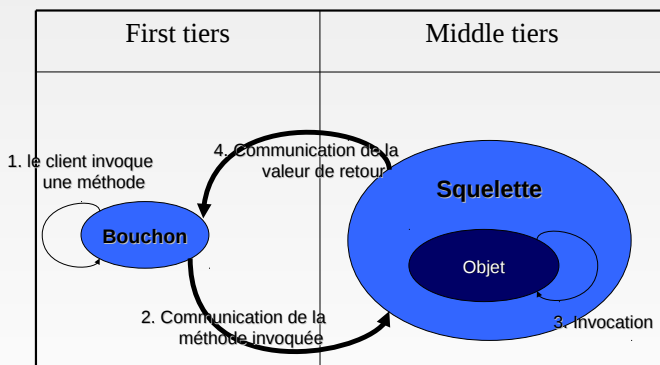 First tiers
Middle tiers
4. Communication de la
valeur de retour
1. le client invoque
une méthode
Squelette
Bouchon
Objet
2. Communication de la
méthode invoquée
3. Invocation